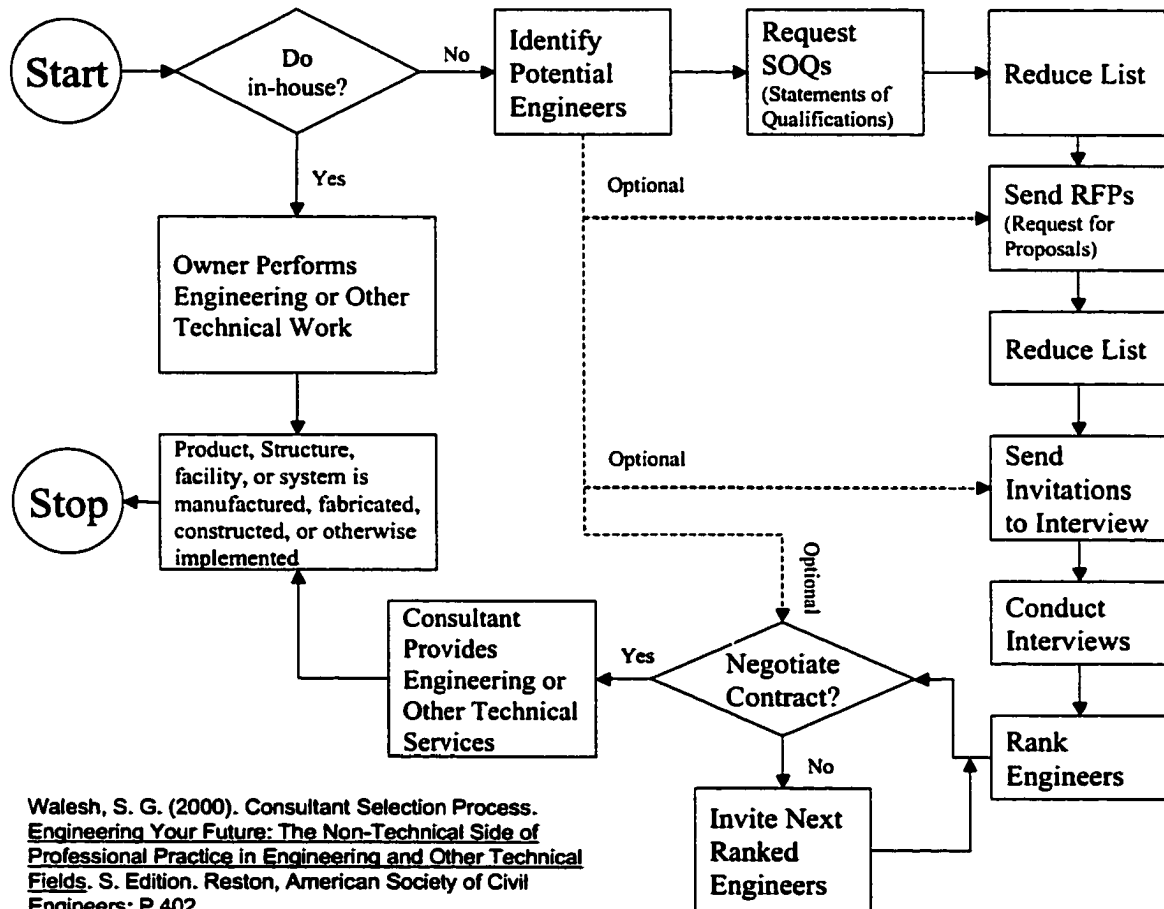 Start
Do
in-house?
No
Identify
Potential
Engineers
Request
SOQs
(Statements of
Qualifications)
Reduce List
Yes
Optional
Send RFPs
(Request for
Proposals)
Owner Performs
Engineering or Other
Technical Work
Reduce List
Stop
Product, Structure,
facility, or system is
manufactured, fabricated,
constructed, or otherwise
implemented
Optional
Send
Invitations
to Interview
Optional
Conduct
Interviews
Consultant
Provides
Engineering or
Other Technical
Services
Yes
Negotiate
Contract?
No
Rank
Engineers
Invite Next
Ranked
Engineers
Walesh, S. G. (2000). Consultant Selection Process.
Engineering Your Future: The Non-Technical Side of
Professional Practice in Engineering and Other Technical
Fields. S. Edition. Reston, American Society of Civil
Engineers: P 402